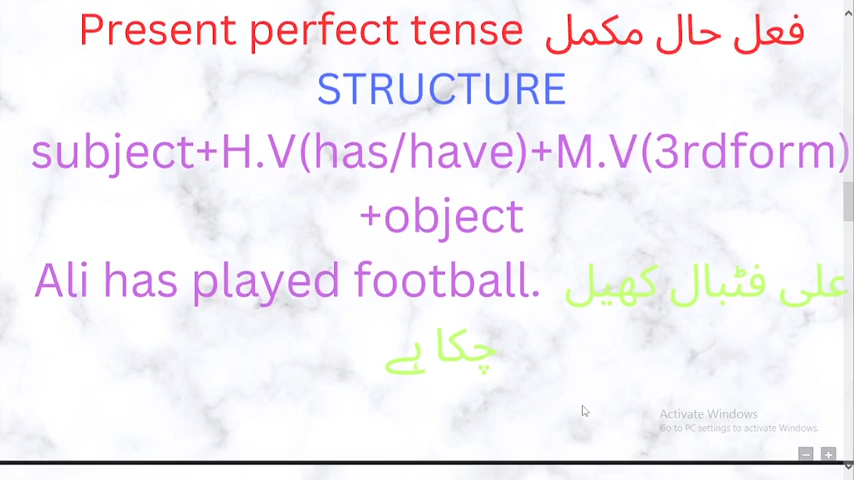 Present perfect tense فعل حال مکمل
STRUCTURE
subject+H.V(has/have)+M.V(3rdform)
+object
Ali has played football. علی فٹبال کھیل
چکا ہے
Activate Windows
Go to PC settings to activate Windows.